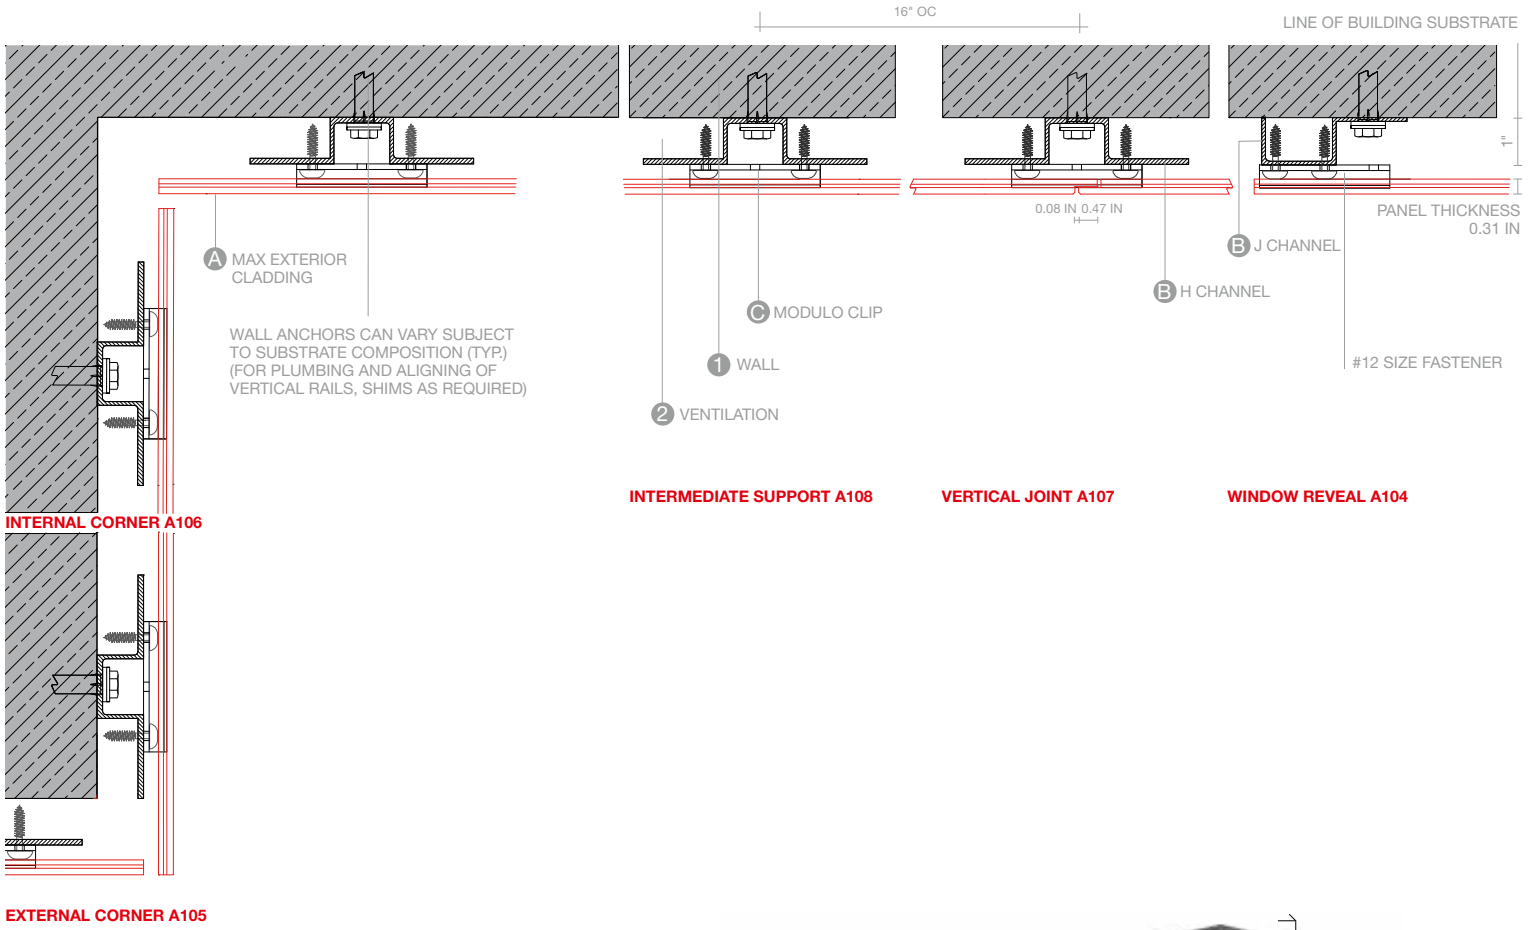 16" OC
LINE OF BUILDING SUBSTRATE
1"
0.08 IN 0.47 IN
PANEL THICKNESS
0.31 IN
A MAX EXTERIOR
CLADDING
B J CHANNEL
B H CHANNEL
C MODULO CLIP
WALL ANCHORS CAN VARY SUBJECT
TO SUBSTRATE COMPOSITION (TYP.)
(FOR PLUMBING AND ALIGNING OF
VERTICAL RAILS, SHIMS AS REQUIRED)
1 WALL
#12 SIZE FASTENER
2 VENTILATION
INTERMEDIATE SUPPORT A108
VERTICAL JOINT A107
WINDOW REVEAL A104
INTERNAL CORNER A106
EXTERNAL CORNER A105